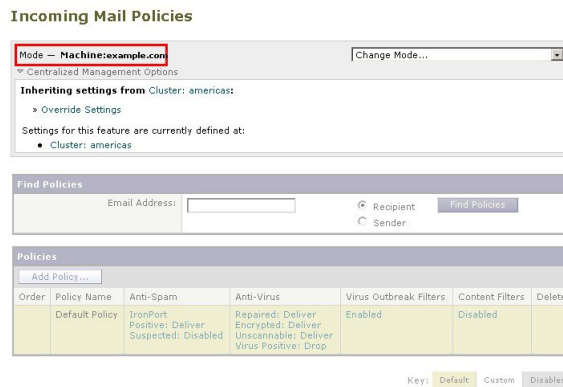 Incoming Mail Policies
Mode — Machine:example.com
Change Mode...
▽ Centralized Management Options
Inheriting settings from Cluster: americas:
» Override Settings
Settings for this feature are currently defined at:
• Cluster: americas
Find Policies
Email Address:
Recipient
Find Policies
Sender
Policies
Add Policy...
Order Policy Name Anti-Spam Anti-Virus Virus Outbreak Filters Content Filters Delete
Default Policy IronPort Repaired: Deliver Enabled Disabled
Positive: Deliver Encrypted: Deliver
Suspected: Disabled Unscannable: Deliver
Virus Positive: Drop
Key: Default Custom Disabled